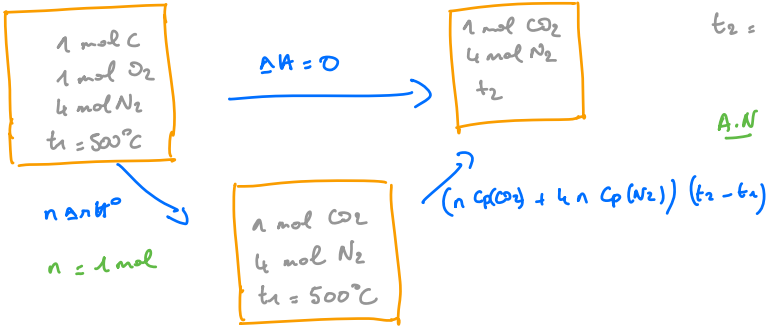 1 mol C
1 mol O₂
4 mol N₂
t₁ = 500°C
ΔH = 0
1 mol CO₂
4 mol N₂
t₂
t₂ =
A.N
n ΔrH°
n = 1 mol
1 mol CO₂
4 mol N₂
t₁ = 500°C
(n Cp(CO₂) + 4 n Cp(N₂)) (t₂ - t₁)